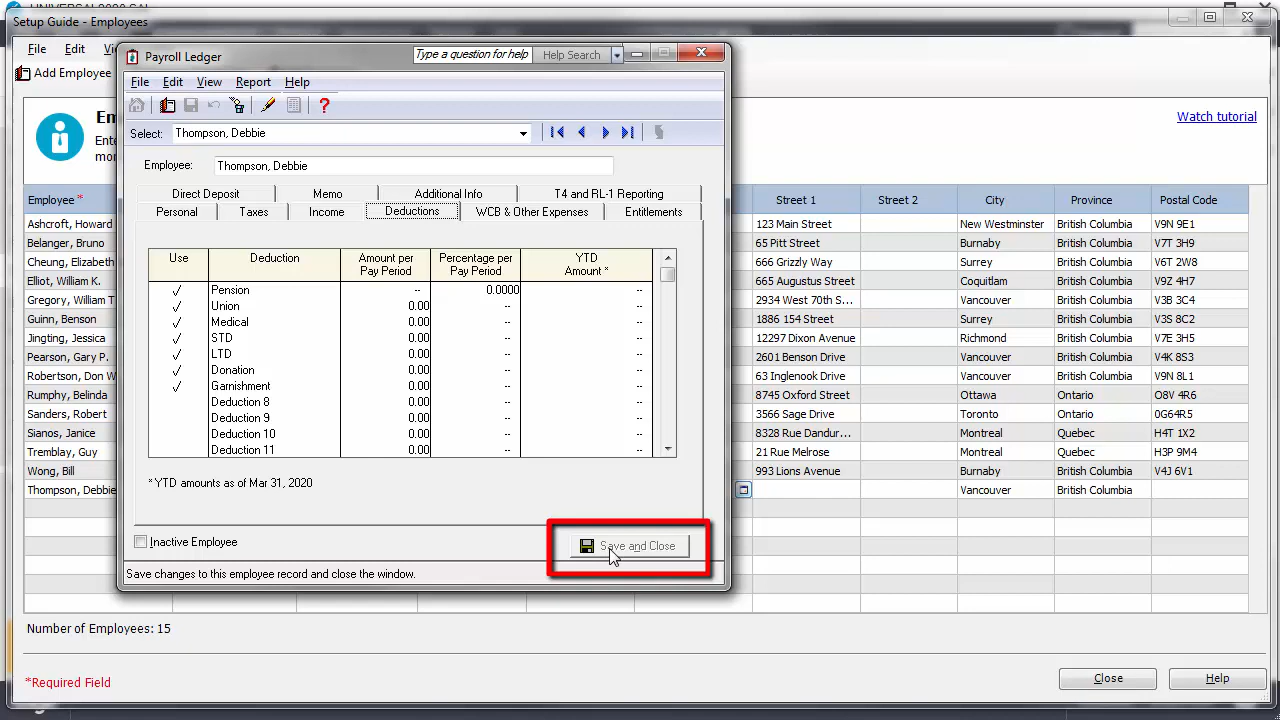 Setup Guide - Employees
File Edit
Add Employee
Watch tutorial
Payroll Ledger
Type a question for help Help Search
File Edit View Report Help
Select: Thompson, Debbie
Employee: Thompson, Debbie
Direct Deposit Memo Additional Info T4 and RL-1 Reporting
Personal Taxes Income Deductions WCB & Other Expenses Entitlements
Use Deduction Amount per Pay Period Percentage per Pay Period YTD Amount *
✓ Pension -- 0.0000 --
✓ Union 0.00 -- --
✓ Medical 0.00 -- --
✓ STD 0.00 -- --
✓ LTD 0.00 -- --
✓ Donation 0.00 -- --
✓ Garnishment 0.00 -- --
Deduction 8 0.00 -- --
Deduction 9 0.00 -- --
Deduction 10 0.00 -- --
Deduction 11 0.00 -- --
*YTD amounts as of Mar 31, 2020
Inactive Employee Save and Close
Save changes to this employee record and close the window.
Employee * Street 1 Street 2 City Province Postal Code
Ashcroft, Howard 123 Main Street New Westminster British Columbia V9N 9E1
Belanger, Bruno 65 Pitt Street Burnaby British Columbia V7T 3H9
Cheung, Elizabeth 666 Grizzly Way Surrey British Columbia V6T 2W8
Elliot, William K. 665 Augustus Street Coquitlam British Columbia V9Z 4H7
Gregory, William T 2934 West 70th S... Vancouver British Columbia V3B 3C4
Guinn, Benson 1886 154 Street Surrey British Columbia V3S 8C2
Jingting, Jessica 12297 Dixon Avenue Richmond British Columbia V7E 3H5
Pearson, Gary P. 2601 Benson Drive Vancouver British Columbia V4K 8S3
Robertson, Don W 63 Inglenook Drive Vancouver British Columbia V9N 8L1
Rumphy, Belinda 8745 Oxford Street Ottawa Ontario O8V 4R6
Sanders, Robert 3566 Sage Drive Toronto Ontario 0G64R5
Sianos, Janice 8328 Rue Dandur... Montreal Quebec H4T 1X2
Tremblay, Guy 21 Rue Melrose Montreal Quebec H3P 9M4
Wong, Bill 993 Lions Avenue Burnaby British Columbia V4J 6V1
Thompson, Debbie Vancouver British Columbia
Number of Employees: 15
*Required Field
Close Help